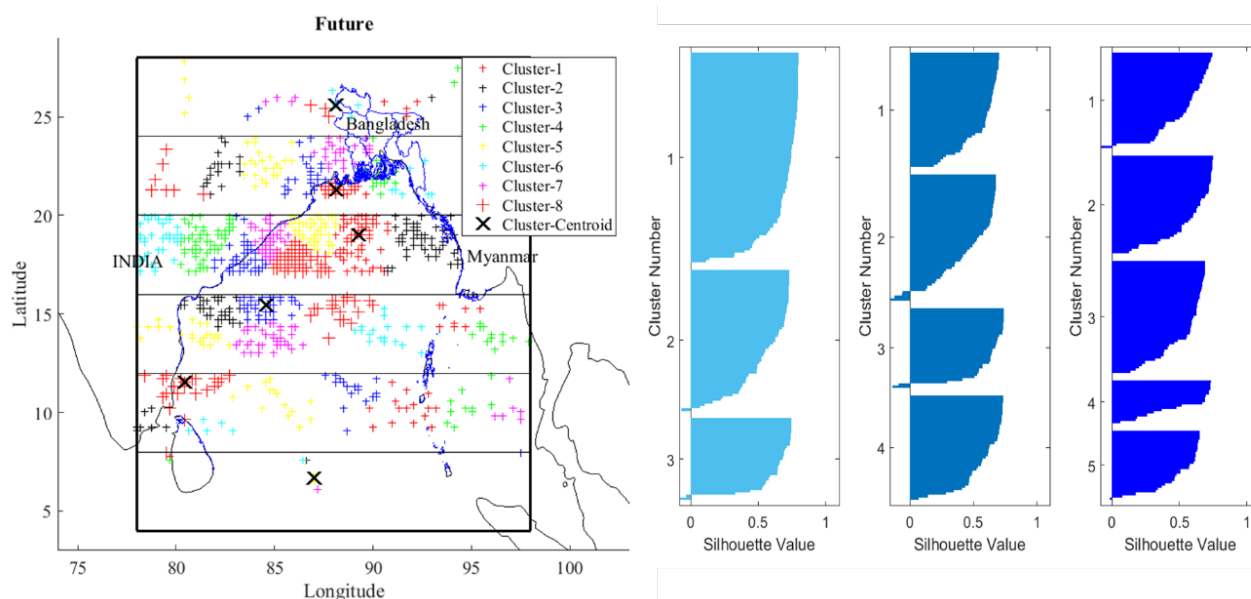 Future
Cluster-1
Cluster-2
Cluster-3
Cluster-4
Cluster-5
Cluster-6
Cluster-7
Cluster-8
Cluster-Centroid
Bangladesh
INDIA
Myanmar
Latitude
25
20
15
10
5
75 80 85 90 95 100
Longitude
Cluster Number
1
2
3
0 0.5 1
Silhouette Value
Cluster Number
1
2
3
4
0 0.5 1
Silhouette Value
Cluster Number
1
2
3
4
5
0 0.5 1
Silhouette Value